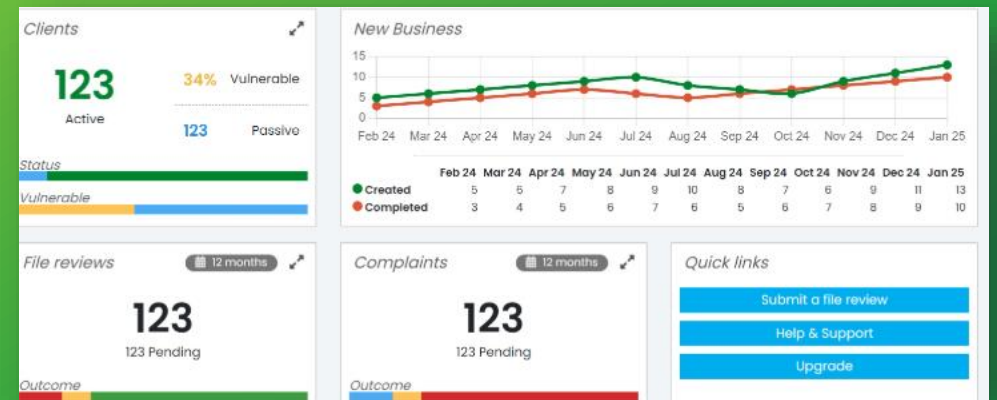 Clients
123
Active
34% Vulnerable
123 Passive
Status
Vulnerable
New Business
15
10
5
0
Feb 24 Mar 24 Apr 24 May 24 Jun 24 Jul 24 Aug 24 Sep 24 Oct 24 Nov 24 Dec 24 Jan 25
Feb 24 Mar 24 Apr 24 May 24 Jun 24 Jul 24 Aug 24 Sep 24 Oct 24 Nov 24 Dec 24 Jan 25
Created 5 6 7 8 9 10 8 7 6 9 11 13
Completed 3 4 5 6 7 6 5 6 7 8 9 10
File reviews 12 months
123
123 Pending
Outcome
Complaints 12 months
123
123 Pending
Outcome
Quick links
Submit a file review
Help & Support
Upgrade